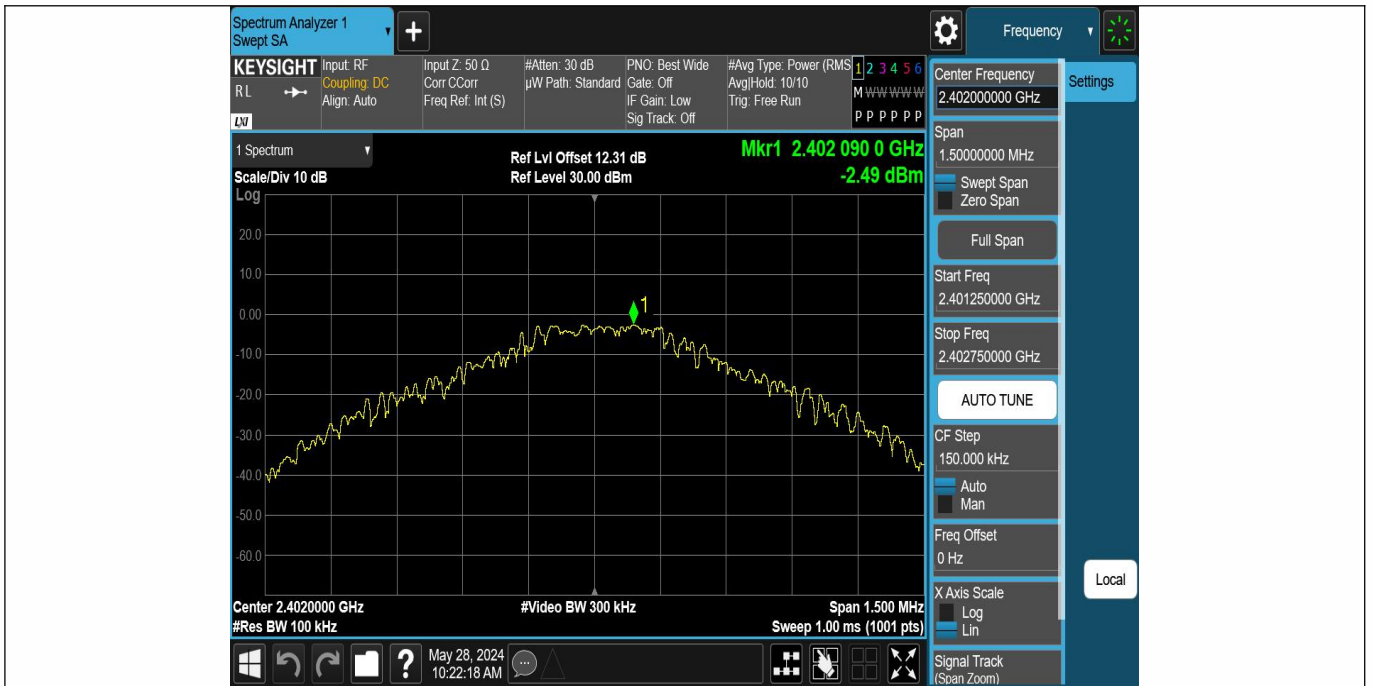 Spectrum Analyzer 1
Swept SA
+
Frequency
KEYSIGHT
RL
LXI
Input: RF
Coupling: DC
Align: Auto
Input Z: 50 Ω
Corr CCorr
Freq Ref: Int (S)
#Atten: 30 dB
µW Path: Standard
PNO: Best Wide
Gate: Off
IF Gain: Low
Sig Track: Off
#Avg Type: Power (RMS
Avg|Hold: 10/10
Trig: Free Run
1 2 3 4 5 6
M W W W W W
P P P P P P
Center Frequency
2.402000000 GHz
Settings
1 Spectrum
Scale/Div 10 dB
Log
Ref Lvl Offset 12.31 dB
Ref Level 30.00 dBm
Mkr1 2.402 090 0 GHz
-2.49 dBm
Span
1.50000000 MHz
Swept Span
Zero Span
Full Span
Start Freq
2.401250000 GHz
Stop Freq
2.402750000 GHz
AUTO TUNE
CF Step
150.000 kHz
Auto
Man
Freq Offset
0 Hz
X Axis Scale
Log
Lin
Signal Track
(Span Zoom)
Local
20.0
10.0
0.00
-10.0
-20.0
-30.0
-40.0
-50.0
-60.0
1
Center 2.4020000 GHz
#Res BW 100 kHz
#Video BW 300 kHz
Span 1.500 MHz
Sweep 1.00 ms (1001 pts)
?
May 28, 2024
10:22:18 AM